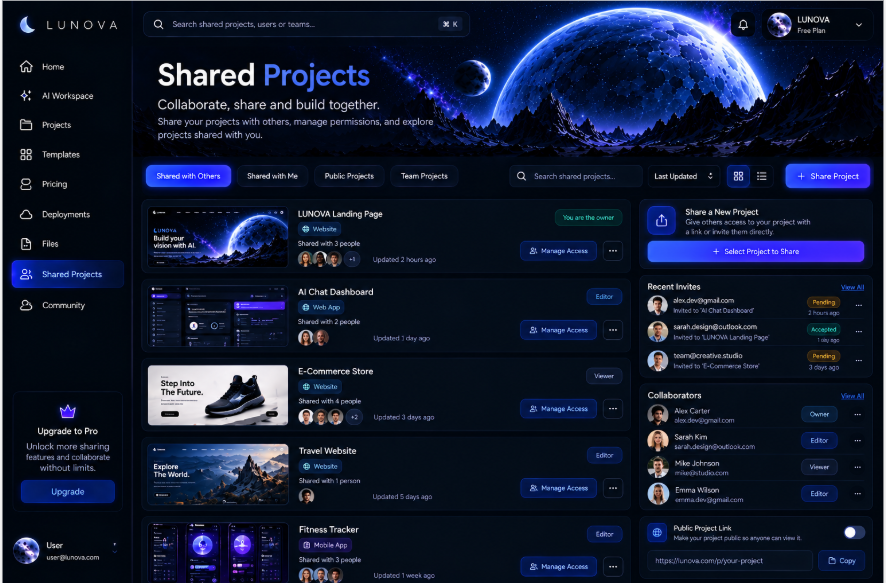 LUNOVA
Search shared projects, users or teams...
⌘ K
LUNOVA
Free Plan
Home
AI Workspace
Projects
Templates
Pricing
Deployments
Files
Shared Projects
Community
Upgrade to Pro
Unlock more sharing
features and collaborate
without limits.
Upgrade
User
user@lunova.com
Shared Projects
Collaborate, share and build together.
Share your projects with others, manage permissions, and explore
projects shared with you.
Shared with Others
Shared with Me
Public Projects
Team Projects
Search shared projects...
Last Updated
+ Share Project
LUNOVA
Build your
vision with AI.
LUNOVA Landing Page
You are the owner
Website
Shared with 3 people
+1
Updated 2 hours ago
Manage Access
AI Chat Dashboard
Editor
Web App
Shared with 2 people
Updated 1 day ago
Manage Access
Step Into
The Future.
E-Commerce Store
Viewer
Website
Shared with 4 people
+2
Updated 3 days ago
Manage Access
Explore
The World.
Travel Website
Editor
Website
Shared with 1 person
Updated 5 days ago
Manage Access
Fitness Tracker
Editor
Mobile App
Shared with 3 people
Updated 1 week ago
Manage Access
Share a New Project
Give others access to your project with
a link or invite them directly.
+ Select Project to Share
Recent Invites
View All
alex.dev@gmail.com
Pending
Invited to 'AI Chat Dashboard'
2 hours ago
sarah.design@outlook.com
Accepted
Invited to 'LUNOVA Landing Page'
1 day ago
team@creative.studio
Pending
Invited to 'E-Commerce Store'
3 days ago
Collaborators
View All
Alex Carter
alex.dev@gmail.com
Owner
Sarah Kim
sarah.design@outlook.com
Editor
Mike Johnson
mike@studio.com
Viewer
Emma Wilson
emma.dev@gmail.com
Editor
Public Project Link
Make your project public so anyone can view it.
https://lunova.com/p/your-project
Copy